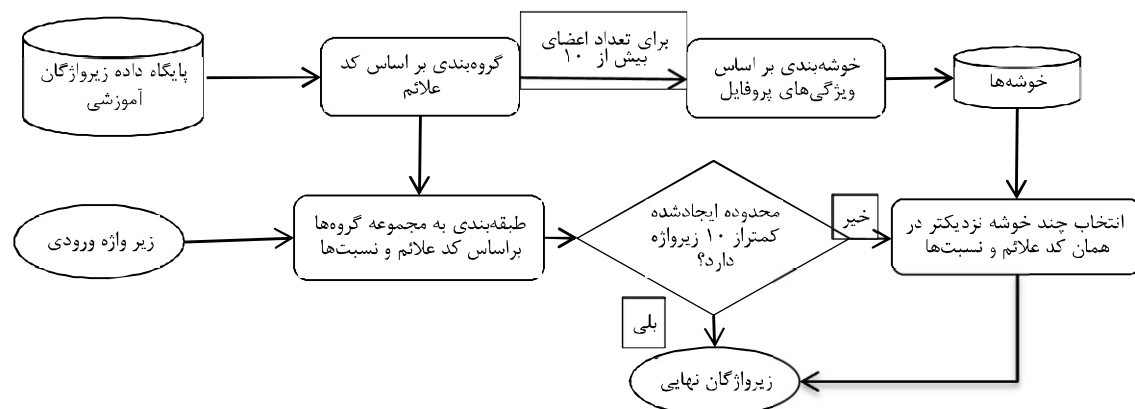 پایگاه داده زیرواژگان
آموزشی
گروه‌بندی بر اساس کد
علائم
برای تعداد اعضای
بیش از ۱۰
خوشه‌بندی بر اساس
ویژگی‌های پروفایل
خوشه‌ها
زیر واژه ورودی
طبقه‌بندی به مجموعه گروه‌ها
براساس کد علائم و نسبت‌ها
محدوده ایجادشده
کمتراز ۱۰ زیرواژه
دارد؟
خیر
انتخاب چند خوشه نزدیکتر در
همان کد علائم و نسبت‌ها
بلی
زیرواژگان نهایی